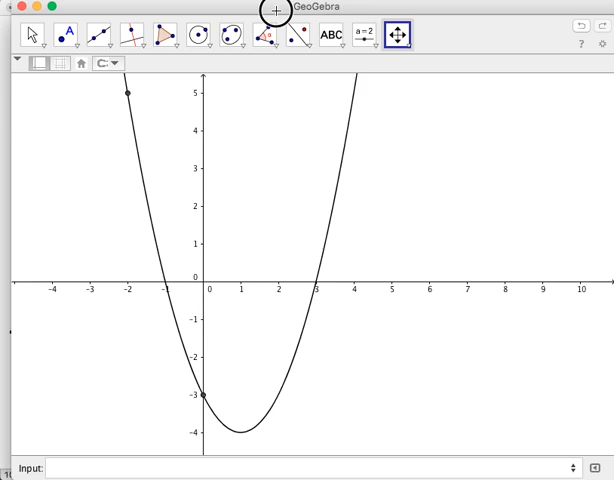 GeoGebra
A
α
ABC
a = 2
?
5
4
3
2
1
0
-4 -3 -2 -1 0 1 2 3 4 5 6 7 8 9 10
-1
-2
-3
-4
Input:
10